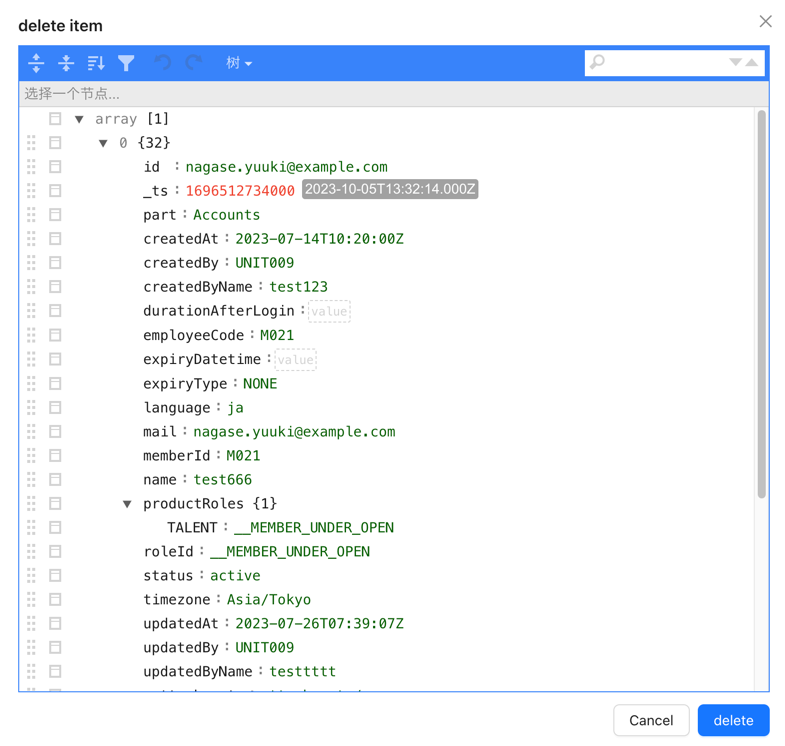 delete item
树
选择一个节点...
array [1]
0 {32}
id : nagase.yuuki@example.com
_ts : 1696512734000 2023-10-05T13:32:14.000Z
part : Accounts
createdAt : 2023-07-14T10:20:00Z
createdBy : UNIT009
createdByName : test123
durationAfterLogin : value
employeeCode : M021
expiryDatetime : value
expiryType : NONE
language : ja
mail : nagase.yuuki@example.com
memberId : M021
name : test666
productRoles {1}
TALENT : __MEMBER_UNDER_OPEN
roleId : __MEMBER_UNDER_OPEN
status : active
timezone : Asia/Tokyo
updatedAt : 2023-07-26T07:39:07Z
updatedBy : UNIT009
updatedByName : testtttt
Cancel
delete